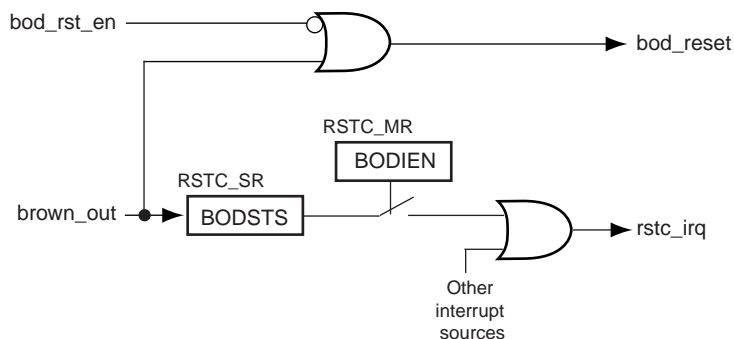 bod_rst_en
bod_reset
RSTC_MR
BODIEN
RSTC_SR
brown_out
BODSTS
rstc_irq
Other
interrupt
sources